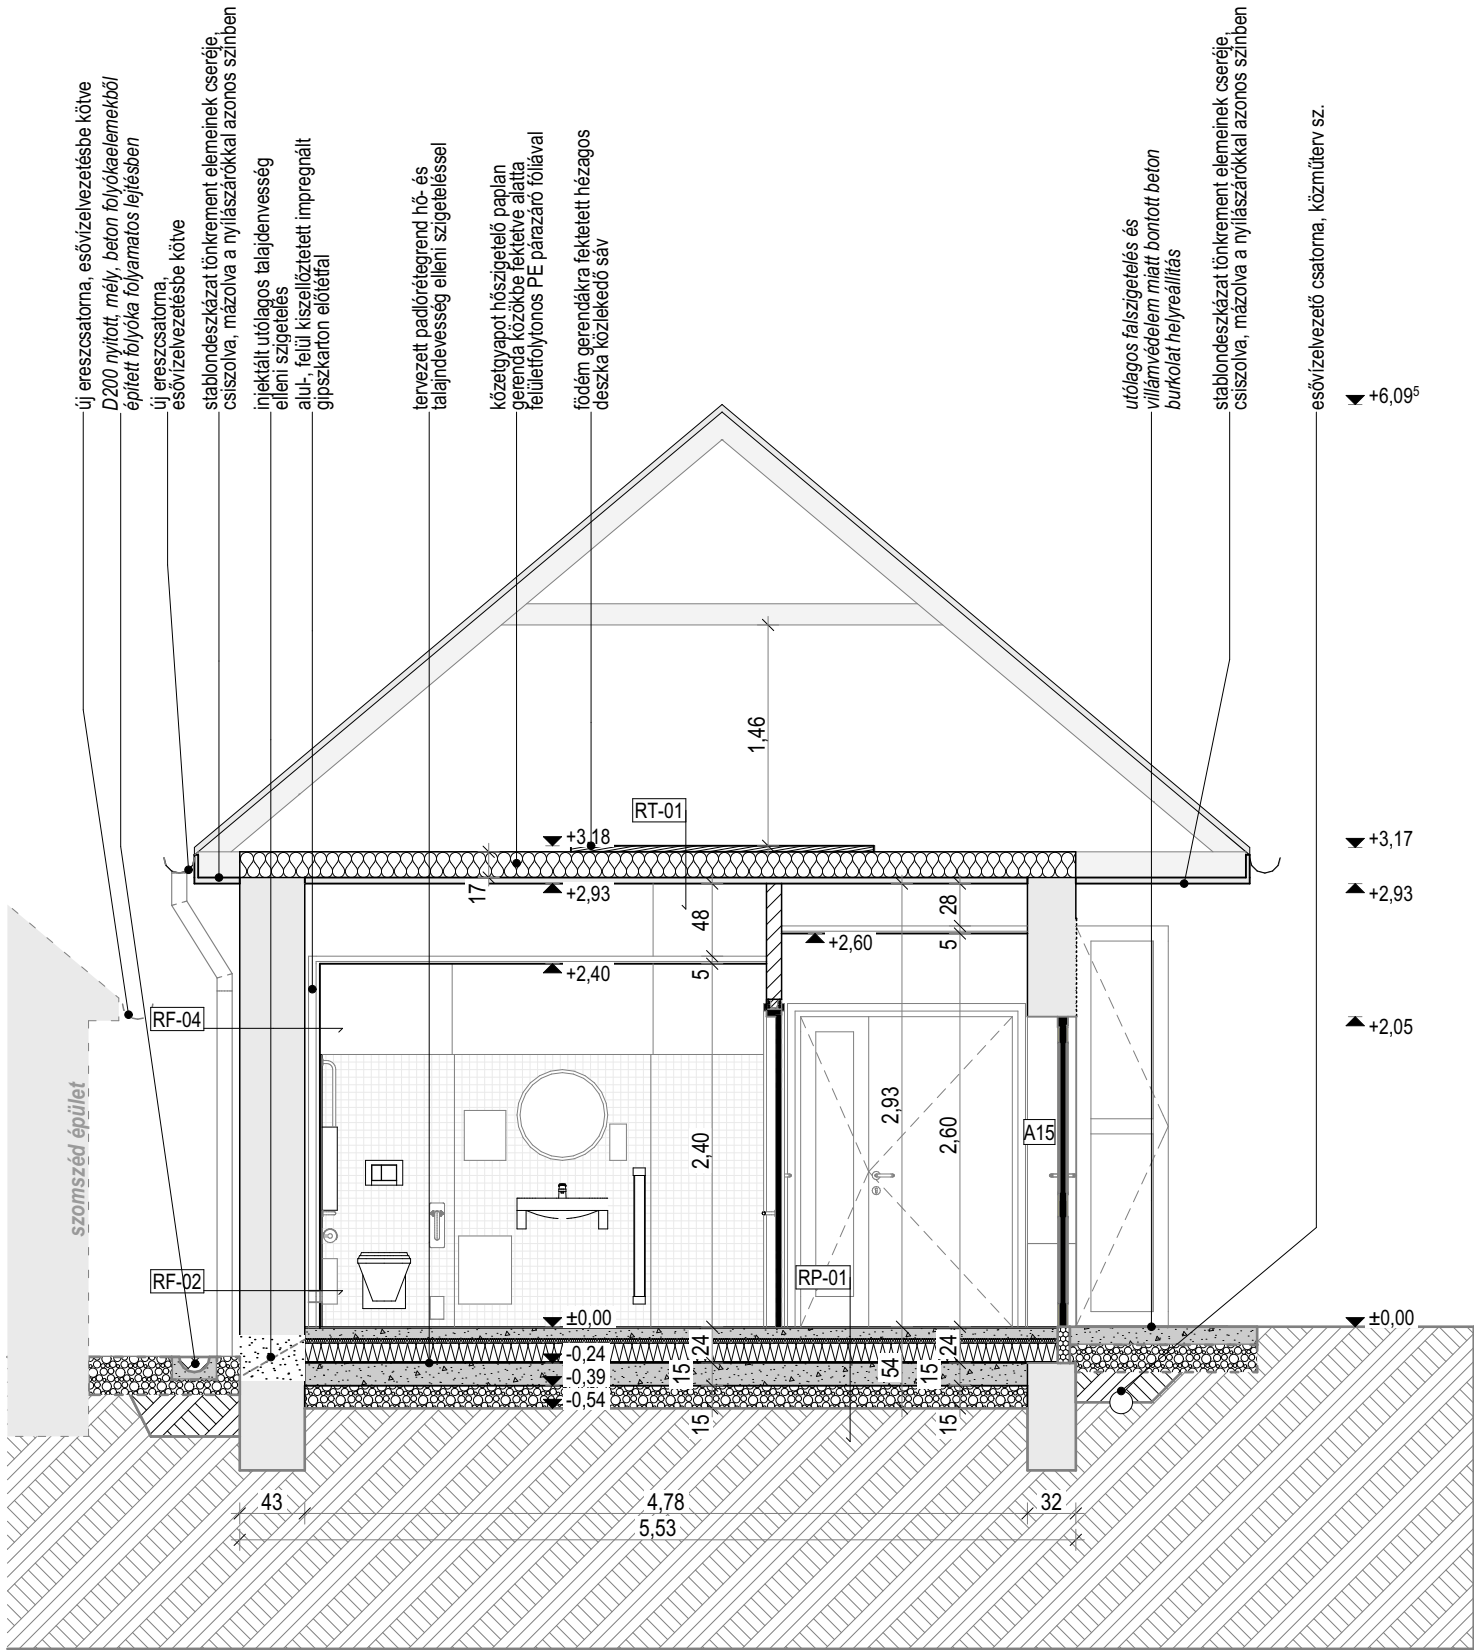 új ereszcsatorna, esővízelvezetésbe kötve
D200 nyitott, mély, beton folyókaelemekből
épített folyóka folyamatos lejtésben
új ereszcsatorna,
esővízelvezetésbe kötve
stablondeszkázat tönkrement elemeinek cseréje,
csiszolva, mázolva a nyílászárókkal azonos színben
injektált utólagos talajdenvesség
elleni szigetelés
alul-, felül kiszellőztetett impregnált
gipszkarton előtétfal
tervezett padlórétegrend hő- és
talajndevesség elleni szigeteléssel
kőzetgyapot hőszigetelő paplan
gerenda közökbe fektetve alatta
felületfolytonos PE párazáró fóliával
födém gerendákra fektetett hézagos
deszka közlekedő sáv
utólagos falszigetelés és
villámvédelem miatt bontott beton
burkolat helyreállítás
stablondeszkázat tönkrement elemeinek cseréje,
csiszolva, mázolva a nyílászárókkal azonos színben
esővízelvezető csatorna, közműterv sz.
+6,09⁵
1,46
RT-01
+3,18
+3,17
17
+2,93
48
28
+2,93
+2,60
5
+2,40
5
RF-04
+2,05
szomszéd épület
2,93
2,40
2,60
A15
RF-02
RP-01
±0,00
±0,00
-0,24
24
24
-0,39
15
54
15
-0,54
15
15
43
4,78
32
5,53